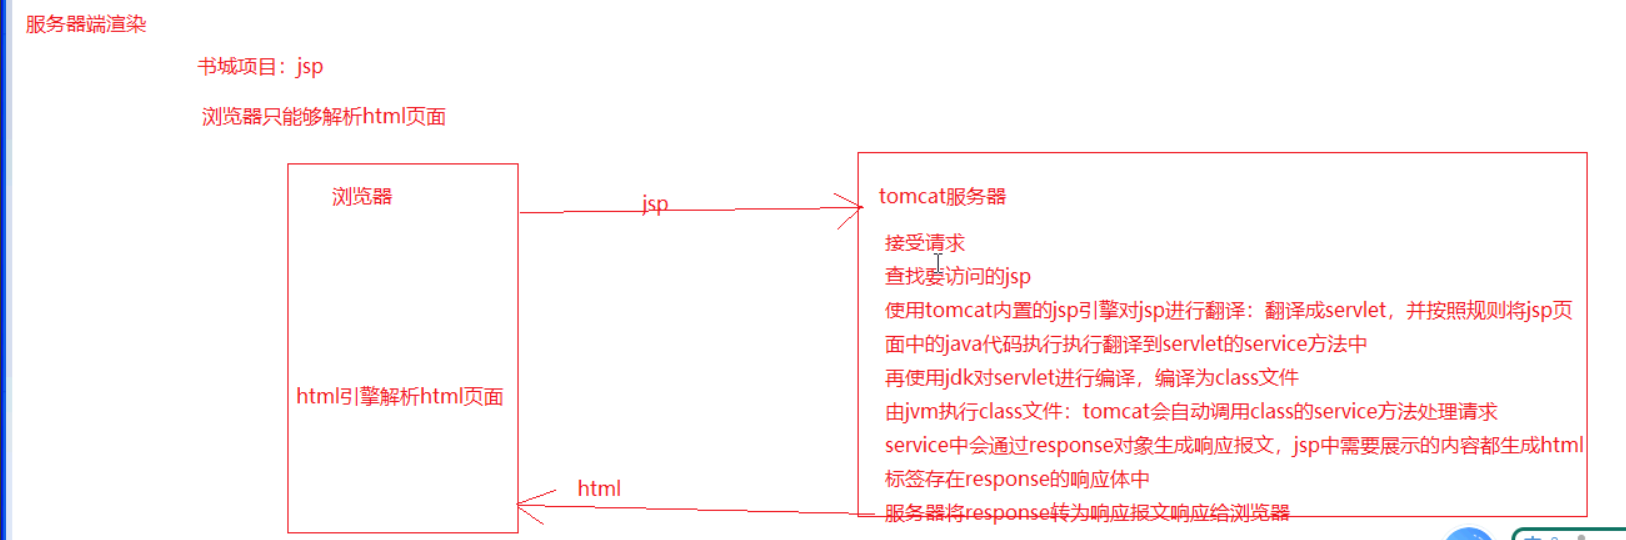 服务器端渲染
书城项目：jsp
浏览器只能够解析html页面
浏览器
jsp
tomcat服务器
接受请求
查找要访问的jsp
使用tomcat内置的jsp引擎对jsp进行翻译：翻译成servlet，并按照规则将jsp页
面中的java代码执行执行翻译到servlet的service方法中
再使用jdk对servlet进行编译，编译为class文件
html引擎解析html页面
由jvm执行class文件：tomcat会自动调用class的service方法处理请求
service中会通过response对象生成响应报文，jsp中需要展示的内容都生成html
标签存在response的响应体中
html
服务器将response转为响应报文响应给浏览器